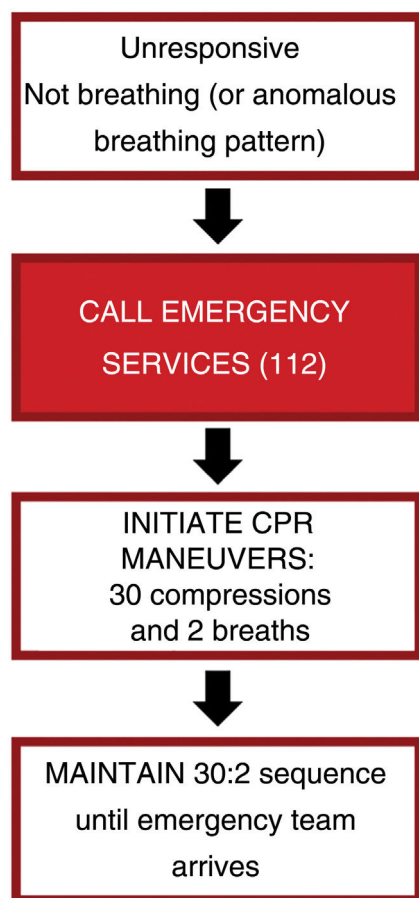 Unresponsive
Not breathing (or anomalous
breathing pattern)
CALL EMERGENCY
SERVICES (112)
INITIATE CPR
MANEUVERS:
30 compressions
and 2 breaths
MAINTAIN 30:2 sequence
until emergency team
arrives